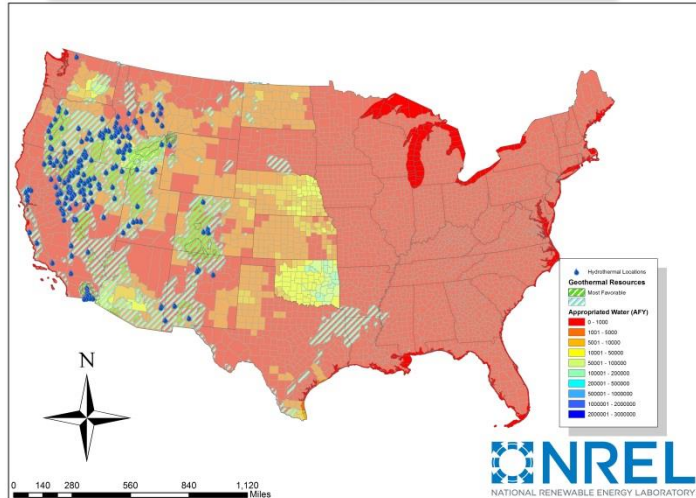 Hydrothermal Locations
Geothermal Resources
Most Favorable
Appropriated Water (AFY)
0 - 1000
1001 - 5000
5001 - 10000
10001 - 50000
50001 - 100000
100001 - 200000
200001 - 500000
500001 - 1000000
1000001 - 2000000
2000001 - 3000000
N
0 140 280 560 840 1,120
Miles
NREL
NATIONAL RENEWABLE ENERGY LABORATORY